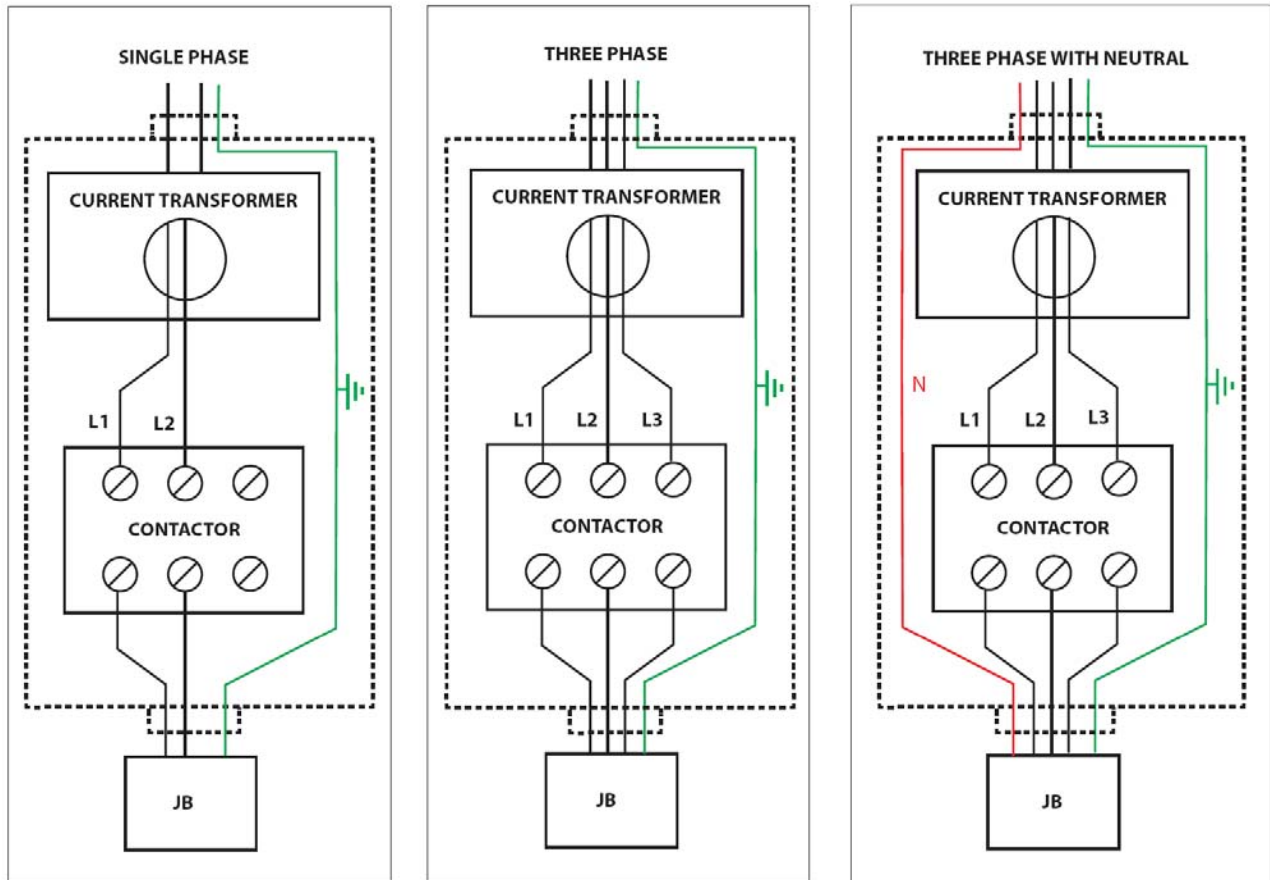 SINGLE PHASE
CURRENT TRANSFORMER
L1 L2
CONTACTOR
JB
THREE PHASE
CURRENT TRANSFORMER
L1 L2 L3
CONTACTOR
JB
THREE PHASE WITH NEUTRAL
CURRENT TRANSFORMER
N
L1 L2 L3
CONTACTOR
JB